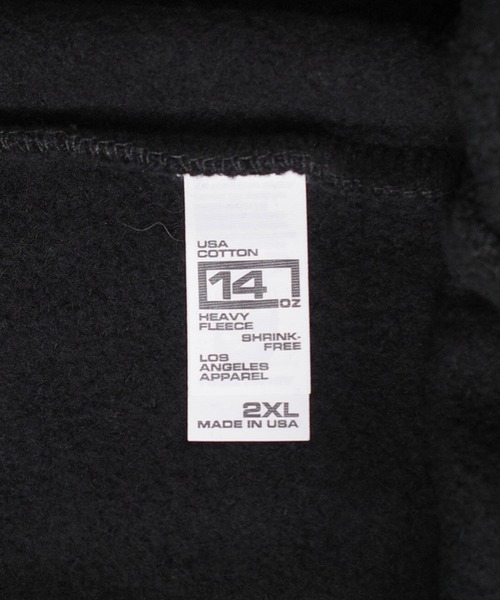 USA
COTTON
14
OZ
HEAVY
FLEECE
SHRINK-
FREE
LOS
ANGELES
APPAREL
2XL
MADE IN USA